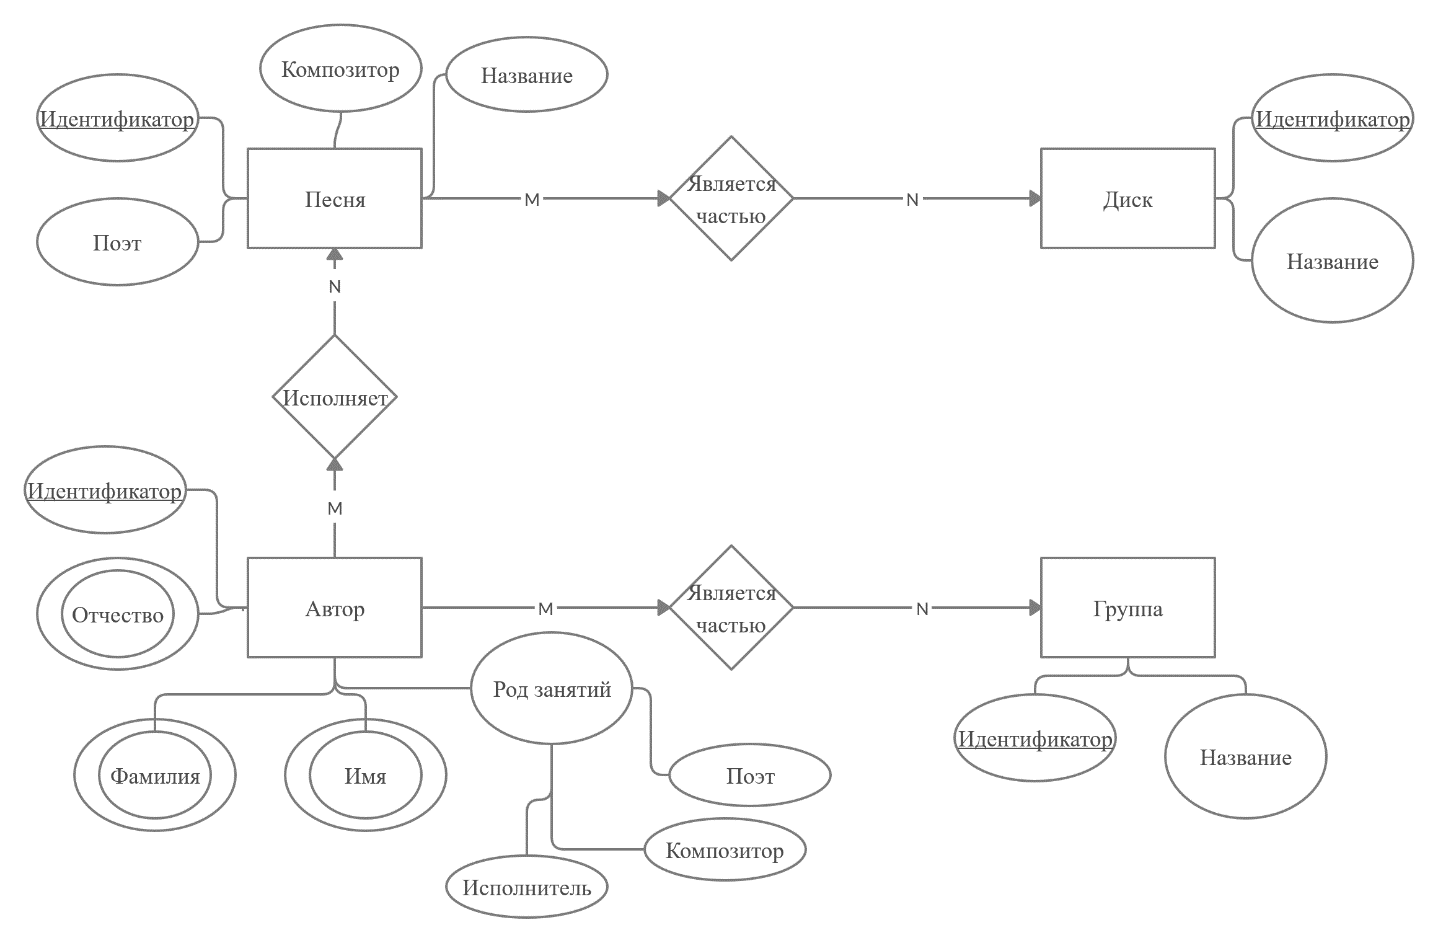 Композитор
Название
Идентификатор
Идентификатор
Является
частью
Песня
M
N
Диск
Поэт
Название
N
Исполняет
Идентификатор
M
Является
частью
Отчество
Автор
M
N
Группа
Род занятий
Идентификатор
Название
Фамилия
Имя
Поэт
Композитор
Исполнитель